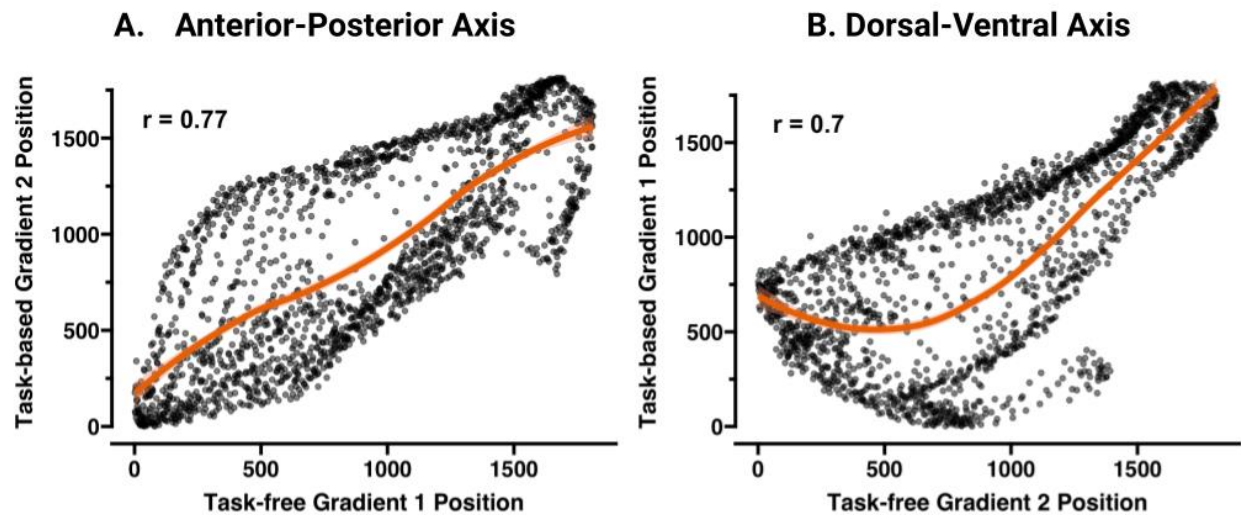 A. Anterior-Posterior Axis
r = 0.77
Task-based Gradient 2 Position
1500
1000
500
0
0 500 1000 1500
Task-free Gradient 1 Position
B. Dorsal-Ventral Axis
r = 0.7
Task-based Gradient 1 Position
1500
1000
500
0
0 500 1000 1500
Task-free Gradient 2 Position